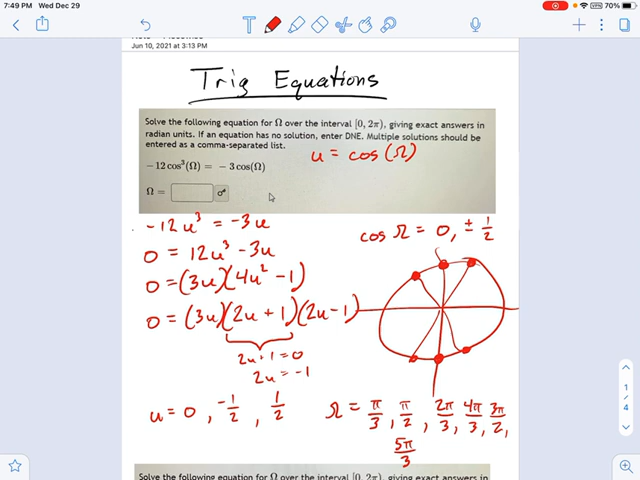 7:49 PM Wed Dec 29
70%
Jun 10, 2021 at 3:13 PM
Trig Equations
Solve the following equation for Ω over the interval [0, 2π), giving exact answers in
radian units. If an equation has no solution, enter DNE. Multiple solutions should be
entered as a comma-separated list.
u = cos(Ω)
−12 cos³(Ω) = − 3 cos(Ω)
Ω =
-12u³ = -3u
cos Ω = 0, ± 1/2
0 = 12u³ -3u
0 = (3u)(4u² -1)
0 = (3u)(2u +1)(2u -1)
2u+1=0
2u = -1
u = 0, -1/2, 1/2
Ω = π/3, π/2, 2π/3, 4π/3, 3π/2,
5π/3
1
/
4
Solve the following equation for Ω over the interval [0, 2π), giving exact answers in